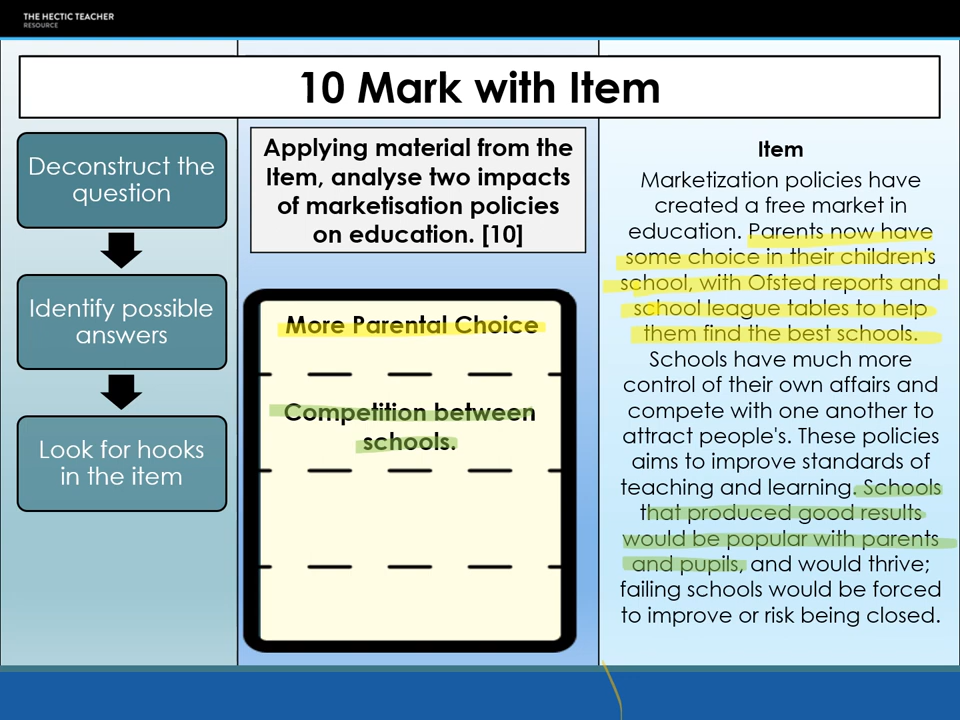 THE HECTIC TEACHER
RESOURCE
10 Mark with Item
Deconstruct the
question
Identify possible
answers
Look for hooks
in the item
Applying material from the
Item, analyse two impacts
of marketisation policies
on education. [10]
More Parental Choice
Competition between
schools.
Item
Marketization policies have
created a free market in
education. Parents now have
some choice in their children's
school, with Ofsted reports and
school league tables to help
them find the best schools.
Schools have much more
control of their own affairs and
compete with one another to
attract people's. These policies
aims to improve standards of
teaching and learning. Schools
that produced good results
would be popular with parents
and pupils, and would thrive;
failing schools would be forced
to improve or risk being closed.